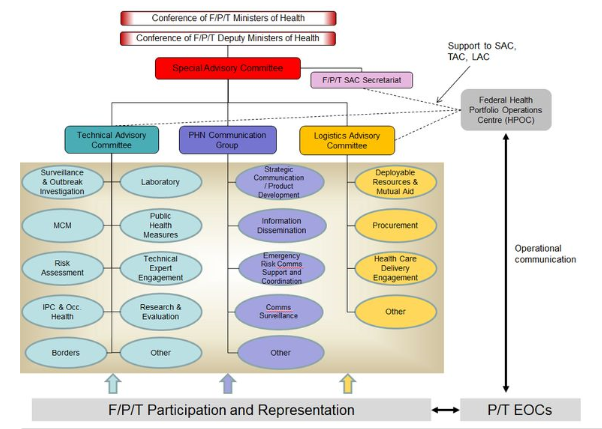 Conference of F/P/T Ministers of Health
Conference of F/P/T Deputy Ministers of Health
Special Advisory Committee
F/P/T SAC Secretariat
Support to SAC,
TAC, LAC
Federal Health
Portfolio Operations
Centre (HPOC)
Technical Advisory
Committee
PHN Communication
Group
Logistics Advisory
Committee
Surveillance
& Outbreak
Investigation
Laboratory
Strategic
Communication
/ Product
Development
Deployable
Resources &
Mutual Aid
MCM
Public
Health
Measures
Information
Dissemination
Procurement
Risk
Assessment
Technical
Expert
Engagement
Emergency
Risk Comms
Support and
Coordination
Health Care
Delivery
Engagement
IPC & Occ.
Health
Research &
Evaluation
Comms
Surveillance
Other
Borders
Other
Other
Operational
communication
F/P/T Participation and Representation
P/T EOCs